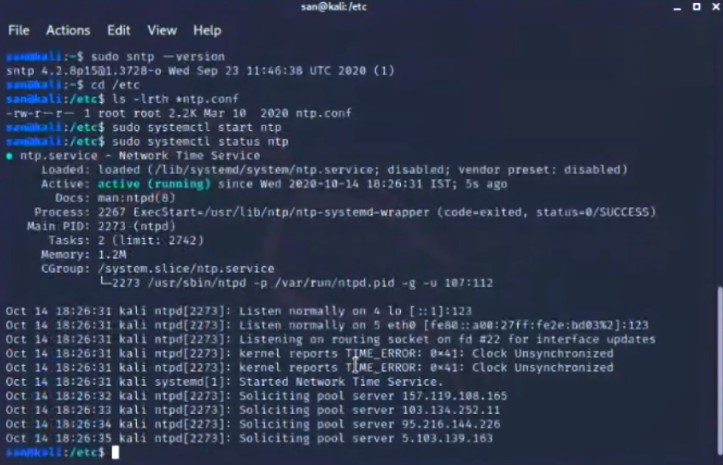 san@kali:/etc
File Actions Edit View Help
san@kali:~$ sudo sntp --version
sntp 4.2.8p15@1.3728-o Wed Sep 23 11:46:38 UTC 2020 (1)
san@kali:~$ cd /etc
san@kali:/etc$ ls -lrth *ntp.conf
-rw-r--r-- 1 root root 2.2K Mar 10 2020 ntp.conf
san@kali:/etc$ sudo systemctl start ntp
san@kali:/etc$ sudo systemctl status ntp
● ntp.service - Network Time Service
Loaded: loaded (/lib/systemd/system/ntp.service; disabled; vendor preset: disabled)
Active: active (running) since Wed 2020-10-14 18:26:31 IST; 5s ago
Docs: man:ntpd(8)
Process: 2267 ExecStart=/usr/lib/ntp/ntp-systemd-wrapper (code=exited, status=0/SUCCESS)
Main PID: 2273 (ntpd)
Tasks: 2 (limit: 2742)
Memory: 1.2M
CGroup: /system.slice/ntp.service
└─2273 /usr/sbin/ntpd -p /var/run/ntpd.pid -g -u 107:112
Oct 14 18:26:31 kali ntpd[2273]: Listen normally on 4 lo [::1]:123
Oct 14 18:26:31 kali ntpd[2273]: Listen normally on 5 eth0 [fe80::a00:27ff:fe2e:bd03%2]:123
Oct 14 18:26:31 kali ntpd[2273]: Listening on routing socket on fd #22 for interface updates
Oct 14 18:26:31 kali ntpd[2273]: kernel reports TIME_ERROR: 0x41: Clock Unsynchronized
Oct 14 18:26:31 kali ntpd[2273]: kernel reports TIME_ERROR: 0x41: Clock Unsynchronized
Oct 14 18:26:31 kali systemd[1]: Started Network Time Service.
Oct 14 18:26:32 kali ntpd[2273]: Soliciting pool server 157.119.108.165
Oct 14 18:26:33 kali ntpd[2273]: Soliciting pool server 103.134.252.11
Oct 14 18:26:34 kali ntpd[2273]: Soliciting pool server 95.216.144.226
Oct 14 18:26:35 kali ntpd[2273]: Soliciting pool server 5.103.139.163
san@kali:/etc$